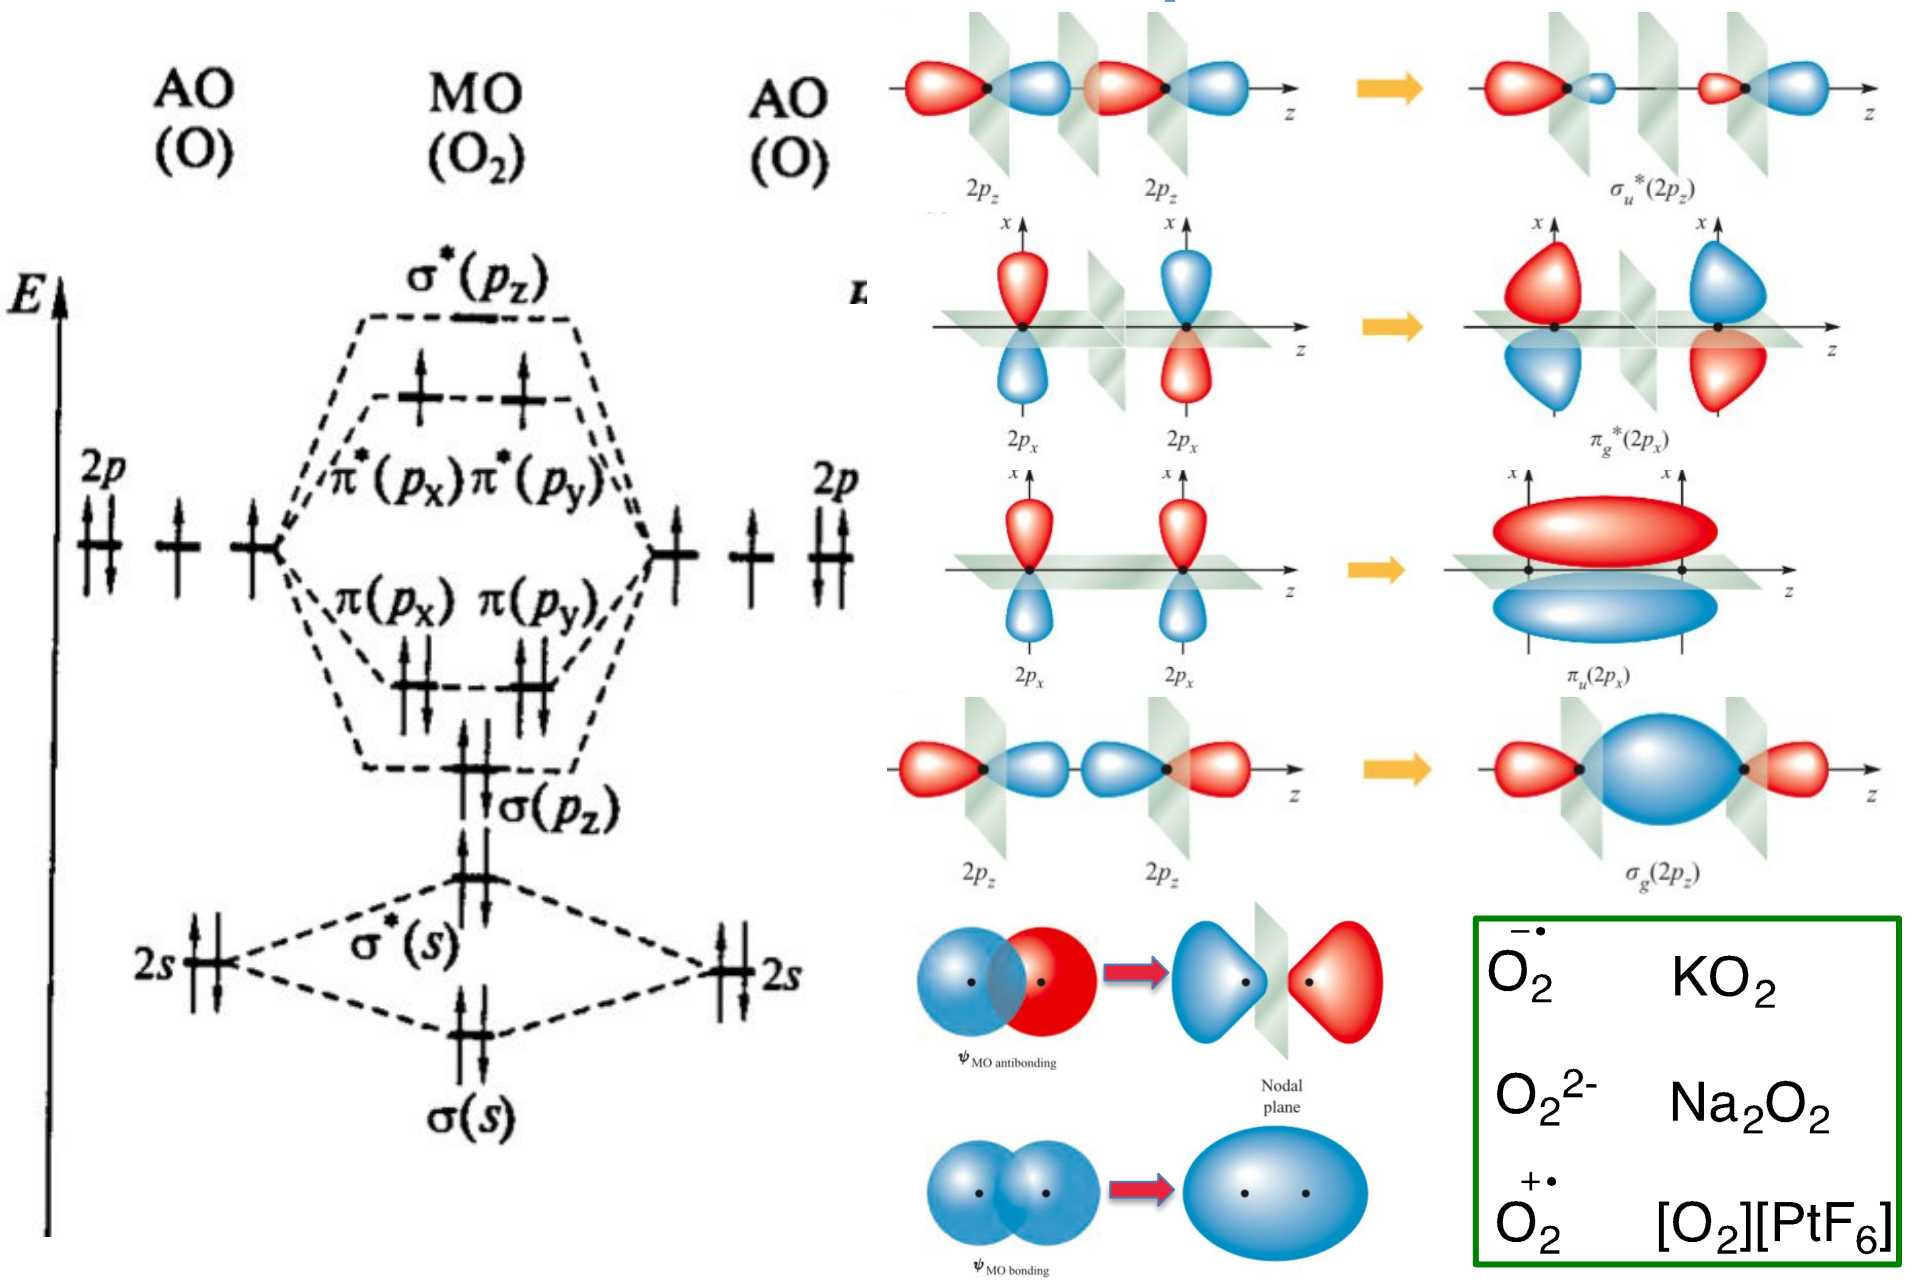 AO
(O)
MO
(O₂)
AO
(O)
E
σ*(p_z)
π*(p_x) π*(p_y)
2p
2p
π(p_x) π(p_y)
σ(p_z)
σ*(s)
2s
2s
σ(s)
z
z
2p_z
2p_z
σ_u*(2p_z)
x
x
x
x
z
z
2p_x
2p_x
π_g*(2p_x)
x
x
x
x
z
z
2p_x
2p_x
π_u(2p_x)
z
z
2p_z
2p_z
σ_g(2p_z)
ψ MO antibonding
Nodal
plane
ψ MO bonding
O₂⁻• KO₂
O₂²⁻ Na₂O₂
O₂⁺• [O₂][PtF₆]